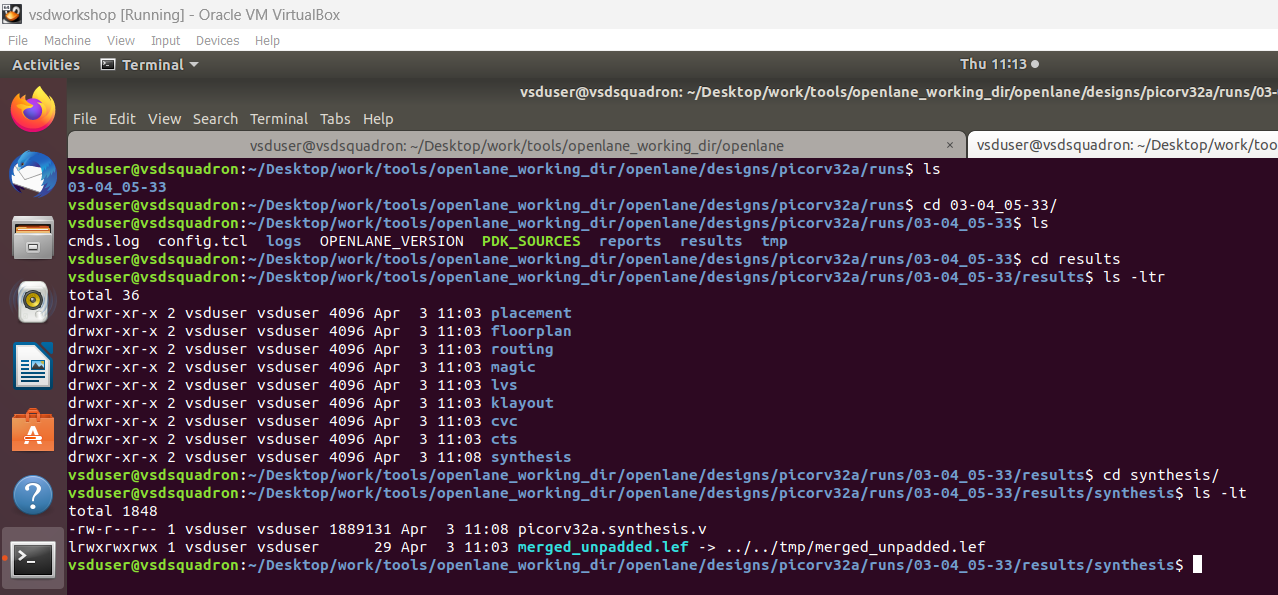 vsdworkshop [Running] - Oracle VM VirtualBox
File Machine View Input Devices Help
Activities Terminal Thu 11:13
vsduser@vsdsquadron: ~/Desktop/work/tools/openlane_working_dir/openlane/designs/picorv32a/runs/03-
File Edit View Search Terminal Tabs Help
vsduser@vsdsquadron: ~/Desktop/work/tools/openlane_working_dir/openlane × vsduser@vsdsquadron: ~/Desktop/work/too
vsduser@vsdsquadron:~/Desktop/work/tools/openlane_working_dir/openlane/designs/picorv32a/runs$ ls
03-04_05-33
vsduser@vsdsquadron:~/Desktop/work/tools/openlane_working_dir/openlane/designs/picorv32a/runs$ cd 03-04_05-33/
vsduser@vsdsquadron:~/Desktop/work/tools/openlane_working_dir/openlane/designs/picorv32a/runs/03-04_05-33$ ls
cmds.log config.tcl logs OPENLANE_VERSION PDK_SOURCES reports results tmp
vsduser@vsdsquadron:~/Desktop/work/tools/openlane_working_dir/openlane/designs/picorv32a/runs/03-04_05-33$ cd results
vsduser@vsdsquadron:~/Desktop/work/tools/openlane_working_dir/openlane/designs/picorv32a/runs/03-04_05-33/results$ ls -ltr
total 36
drwxr-xr-x 2 vsduser vsduser 4096 Apr  3 11:03 placement
drwxr-xr-x 2 vsduser vsduser 4096 Apr  3 11:03 floorplan
drwxr-xr-x 2 vsduser vsduser 4096 Apr  3 11:03 routing
drwxr-xr-x 2 vsduser vsduser 4096 Apr  3 11:03 magic
drwxr-xr-x 2 vsduser vsduser 4096 Apr  3 11:03 lvs
drwxr-xr-x 2 vsduser vsduser 4096 Apr  3 11:03 klayout
drwxr-xr-x 2 vsduser vsduser 4096 Apr  3 11:03 cvc
drwxr-xr-x 2 vsduser vsduser 4096 Apr  3 11:03 cts
drwxr-xr-x 2 vsduser vsduser 4096 Apr  3 11:08 synthesis
vsduser@vsdsquadron:~/Desktop/work/tools/openlane_working_dir/openlane/designs/picorv32a/runs/03-04_05-33/results$ cd synthesis/
vsduser@vsdsquadron:~/Desktop/work/tools/openlane_working_dir/openlane/designs/picorv32a/runs/03-04_05-33/results/synthesis$ ls -lt
total 1848
-rw-r--r-- 1 vsduser vsduser 1889131 Apr  3 11:08 picorv32a.synthesis.v
lrwxrwxrwx 1 vsduser vsduser      29 Apr  3 11:03 merged_unpadded.lef -> ../../tmp/merged_unpadded.lef
vsduser@vsdsquadron:~/Desktop/work/tools/openlane_working_dir/openlane/designs/picorv32a/runs/03-04_05-33/results/synthesis$